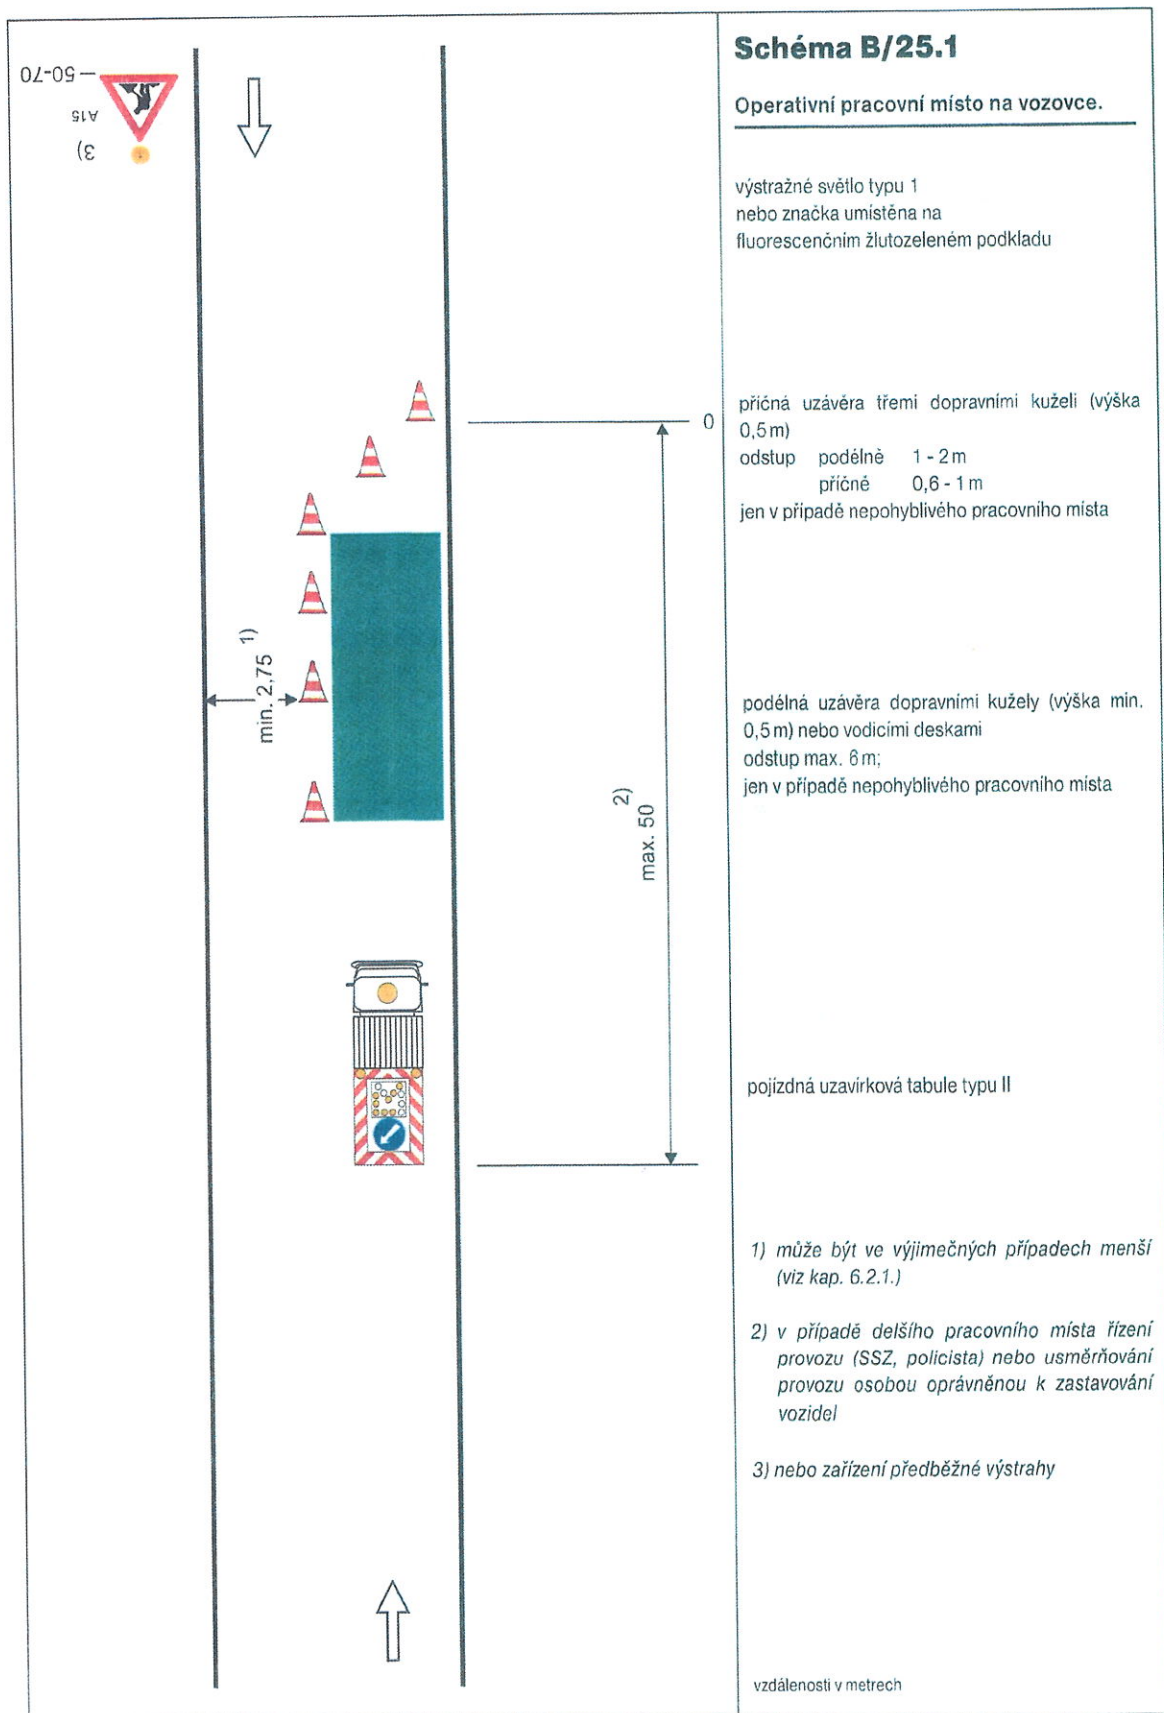 Schéma B/25.1
Operativní pracovní místo na vozovce.
50-70
A15
3)
výstražné světlo typu 1
nebo značka umístěna na
fluorescenčním žlutozeleném podkladu
0
příčná uzávěra třemi dopravními kuželi (výška
0,5 m)
odstup podélně 1 - 2 m
příčně 0,6 - 1 m
jen v případě nepohyblivého pracovního místa
min. 2,75 1)
podélná uzávěra dopravními kužely (výška min.
0,5 m) nebo vodicími deskami
odstup max. 6 m;
jen v případě nepohyblivého pracovního místa
max. 50 2)
pojízdná uzavírková tabule typu II
1) může být ve výjimečných případech menší
(viz kap. 6.2.1.)
2) v případě delšího pracovního místa řízení
provozu (SSZ, policista) nebo usměrňování
provozu osobou oprávněnou k zastavování
vozidel
3) nebo zařízení předběžné výstrahy
vzdálenosti v metrech